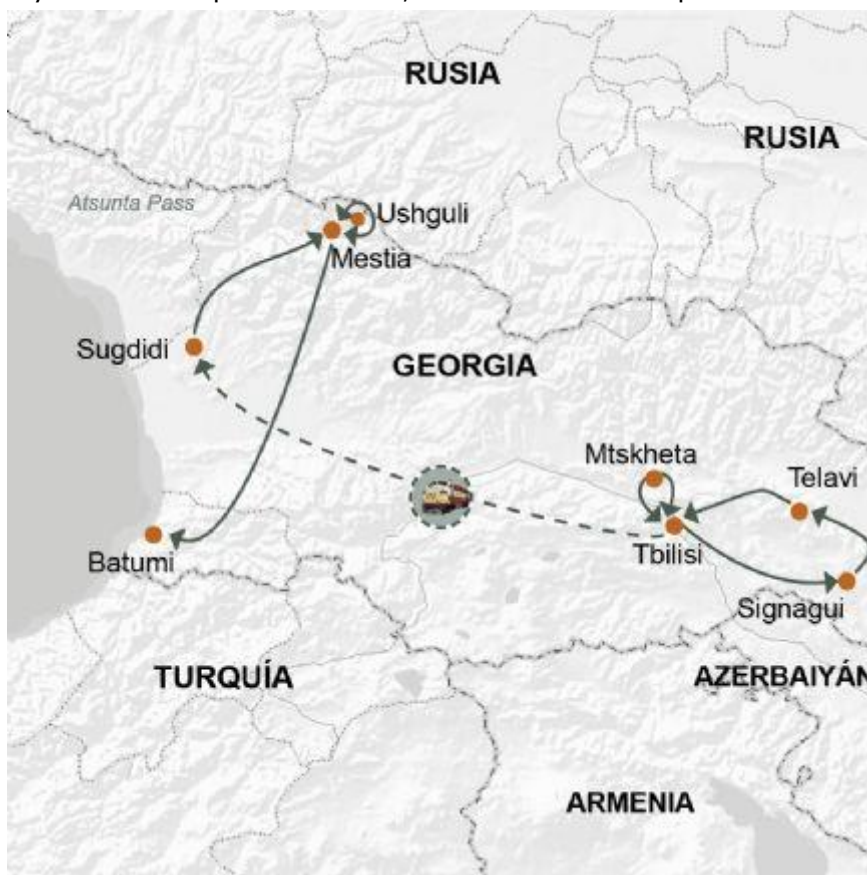 RUSIA
RUSIA
Atsunta Pass
Ushguli
Mestia
Sugdidi
GEORGIA
Mtskheta
Telavi
Tbilisi
Batumi
Signagui
TURQUÍA
AZERBAIYÁN
ARMENIA